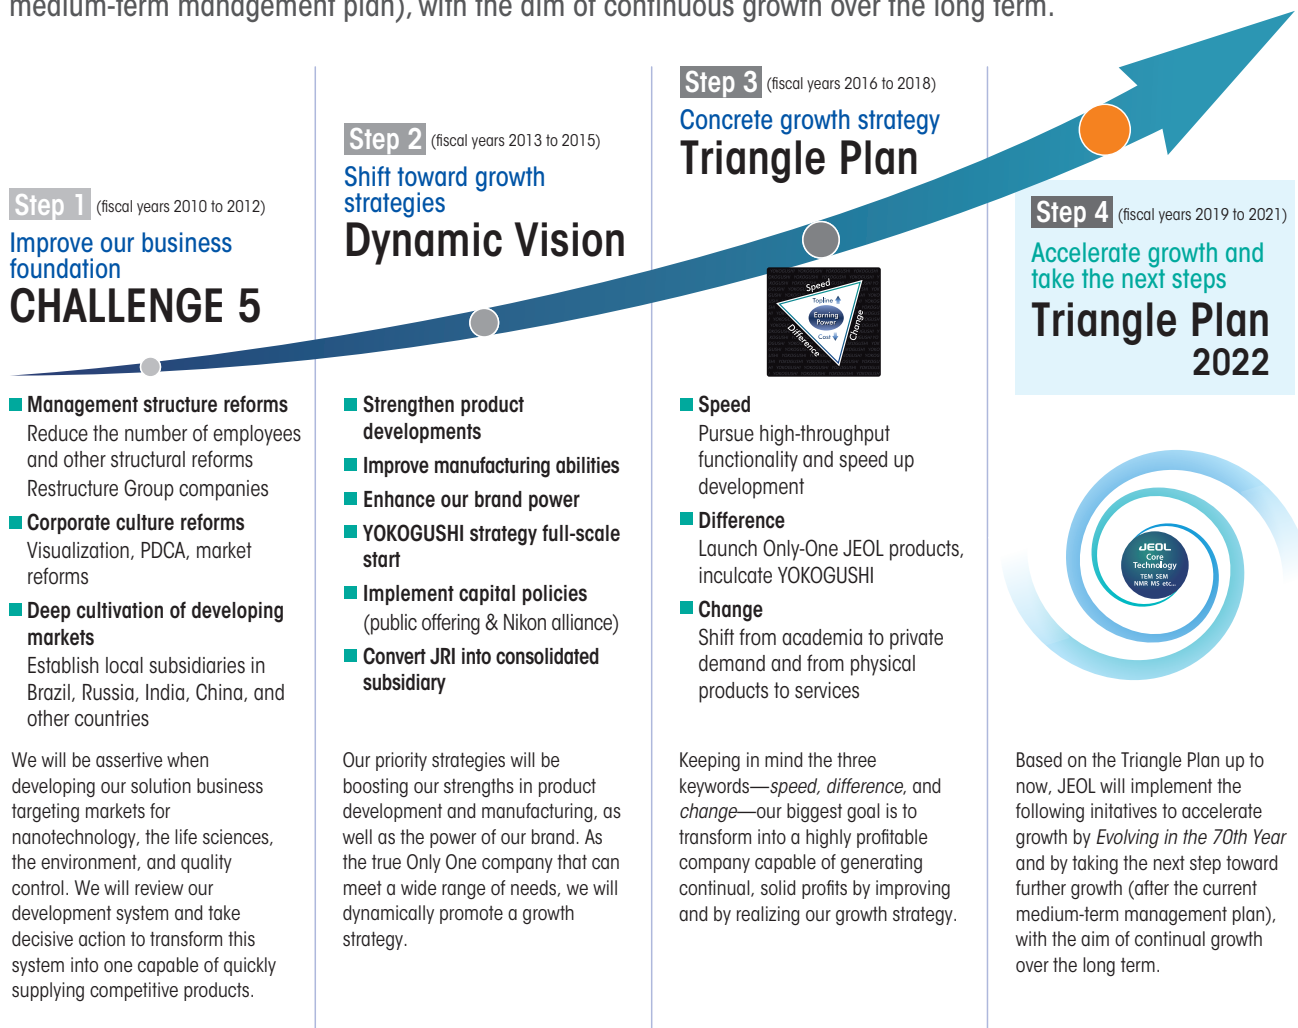 medium-term management plan), with the aim of continuous growth over the long term.
Step 1 (fiscal years 2010 to 2012)
Improve our business
foundation
CHALLENGE 5
■ Management structure reforms
Reduce the number of employees
and other structural reforms
Restructure Group companies
■ Corporate culture reforms
Visualization, PDCA, market
reforms
■ Deep cultivation of developing
markets
Establish local subsidiaries in
Brazil, Russia, India, China, and
other countries
We will be assertive when
developing our solution business
targeting markets for
nanotechnology, the life sciences,
the environment, and quality
control. We will review our
development system and take
decisive action to transform this
system into one capable of quickly
supplying competitive products.
Step 2 (fiscal years 2013 to 2015)
Shift toward growth
strategies
Dynamic Vision
■ Strengthen product
developments
■ Improve manufacturing abilities
■ Enhance our brand power
■ YOKOGUSHI strategy full-scale
start
■ Implement capital policies
(public offering & Nikon alliance)
■ Convert JRI into consolidated
subsidiary
Our priority strategies will be
boosting our strengths in product
development and manufacturing, as
well as the power of our brand. As
the true Only One company that can
meet a wide range of needs, we will
dynamically promote a growth
strategy.
Step 3 (fiscal years 2016 to 2018)
Concrete growth strategy
Triangle Plan
Speed
Topline
Earning
Power
Cost
Difference
Change
■ Speed
Pursue high-throughput
functionality and speed up
development
■ Difference
Launch Only-One JEOL products,
inculcate YOKOGUSHI
■ Change
Shift from academia to private
demand and from physical
products to services
Keeping in mind the three
keywords—speed, difference, and
change—our biggest goal is to
transform into a highly profitable
company capable of generating
continual, solid profits by improving
and by realizing our growth strategy.
Step 4 (fiscal years 2019 to 2021)
Accelerate growth and
take the next steps
Triangle Plan
2022
JEOL
Core
Technology
TEM SEM
NMR MS etc...
Based on the Triangle Plan up to
now, JEOL will implement the
following initatives to accelerate
growth by Evolving in the 70th Year
and by taking the next step toward
further growth (after the current
medium-term management plan),
with the aim of continual growth
over the long term.